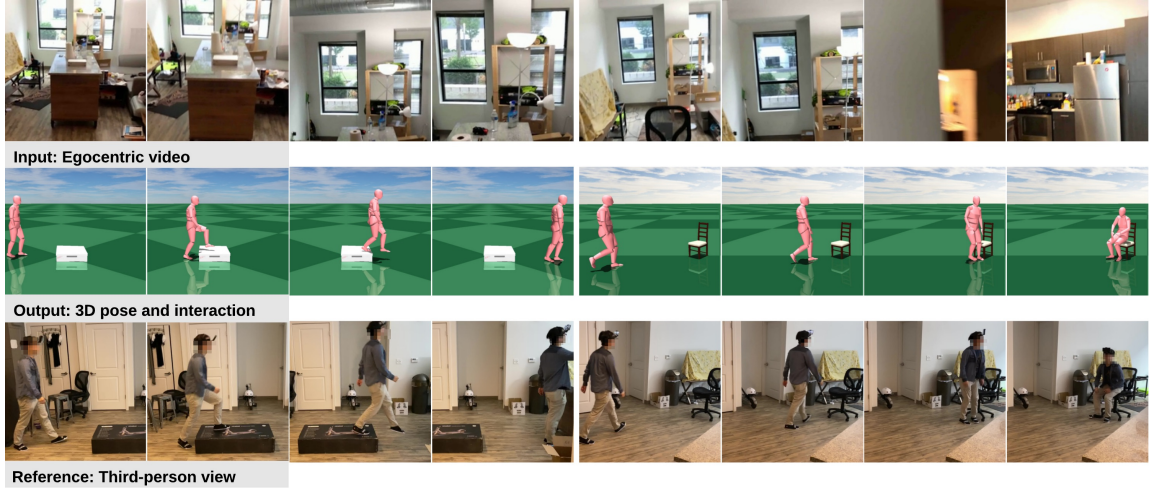 Input: Egocentric video
Output: 3D pose and interaction
Reference: Third-person view